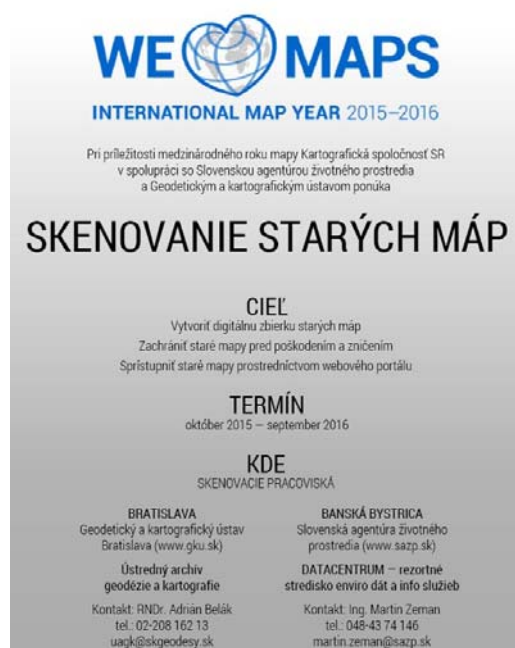 WE MAPS
INTERNATIONAL MAP YEAR 2015–2016
Pri príležitosti medzinárodného roku mapy Kartografická spoločnosť SR
v spolupráci so Slovenskou agentúrou životného prostredia
a Geodetickým a kartografickým ústavom ponúka
SKENOVANIE STARÝCH MÁP
CIEĽ
Vytvoriť digitálnu zbierku starých máp
Zachrániť staré mapy pred poškodením a zničením
Sprístupniť staré mapy prostredníctvom webového portálu
TERMÍN
október 2015 – september 2016
KDE
SKENOVACIE PRACOVISKÁ
BRATISLAVA
Geodetický a kartografický ústav
Bratislava (www.gku.sk)
Ústredný archív
geodézie a kartografie
Kontakt: RNDr. Adrián Belák
tel.: 02-208 162 13
uagk@skgeodesy.sk
BANSKÁ BYSTRICA
Slovenská agentúra životného
prostredia (www.sazp.sk)
DATACENTRUM – rezortné
stredisko enviro dát a info služieb
Kontakt: Ing. Martin Zeman
tel.: 048-43 74 146
martin.zeman@sazp.sk